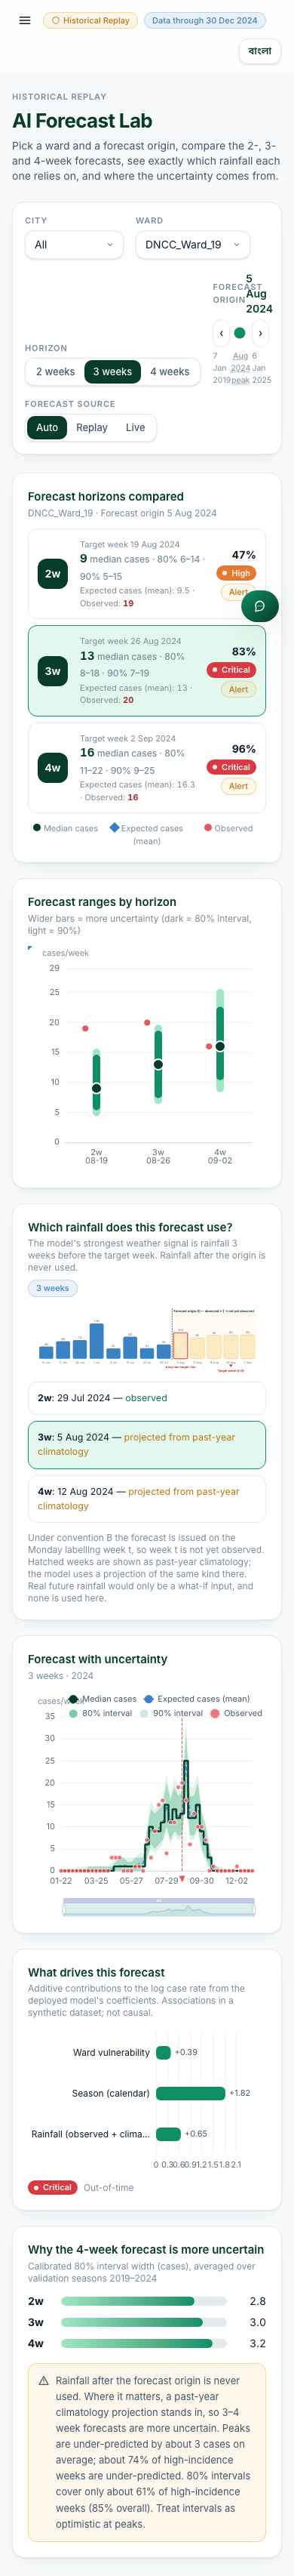 Historical Replay
Data through 30 Dec 2024
বাংলা
HISTORICAL REPLAY
AI Forecast Lab
Pick a ward and a forecast origin, compare the 2-, 3-
and 4-week forecasts, see exactly which rainfall each
one relies on, and where the uncertainty comes from.
CITY
WARD
All
DNCC_Ward_19
FORECAST
ORIGIN
5
Aug
2024
HORIZON
2 weeks
3 weeks
4 weeks
7
Jan
2019
Aug
2024
peak
6
Jan
2025
FORECAST SOURCE
Auto
Replay
Live
Forecast horizons compared
DNCC_Ward_19 · Forecast origin 5 Aug 2024
2w
Target week 19 Aug 2024
9 median cases · 80% 6–14 ·
90% 5–15
Expected cases (mean): 9.5 ·
Observed: 19
47%
High
Alert
3w
Target week 26 Aug 2024
13 median cases · 80%
8–18 · 90% 7–19
Expected cases (mean): 13 ·
Observed: 20
83%
Critical
Alert
4w
Target week 2 Sep 2024
16 median cases · 80%
11–22 · 90% 9–25
Expected cases (mean): 16.3
· Observed: 16
96%
Critical
Alert
Median cases
Expected cases
(mean)
Observed
Forecast ranges by horizon
Wider bars = more uncertainty (dark = 80% interval,
light = 90%)
cases/week
29
25
20
15
10
5
0
2w
08-19
3w
08-26
4w
09-02
Which rainfall does this forecast use?
The model's strongest weather signal is rainfall 3
weeks before the target week. Rainfall after the origin is
never used.
3 weeks
2w: 29 Jul 2024 — observed
3w: 5 Aug 2024 — projected from past-year
climatology
4w: 12 Aug 2024 — projected from past-year
climatology
Under convention B the forecast is issued on the
Monday labelling week t, so week t is not yet observed.
Hatched weeks are shown as past-year climatology;
the model uses a projection of the same kind there.
Real future rainfall would only be a what-if input, and
none is used here.
Forecast with uncertainty
3 weeks · 2024
Median cases
Expected cases (mean)
80% interval
90% interval
Observed
35
30
25
20
15
10
5
0
01-22
03-25
05-27
07-29
09-30
12-02
What drives this forecast
Additive contributions to the log case rate from the
deployed model's coefficients. Associations in a
synthetic dataset; not causal.
Ward vulnerability
+0.39
Season (calendar)
+1.82
Rainfall (observed + clima...
+0.65
0 0.3 0.6 0.9 1.2 1.5 1.8 2.1
Critical
Out-of-time
Why the 4-week forecast is more uncertain
Calibrated 80% interval width (cases), averaged over
validation seasons 2019–2024
2w
2.8
3w
3.0
4w
3.2
Rainfall after the forecast origin is never
used. Where it matters, a past-year
climatology projection stands in, so 3–4
week forecasts are more uncertain. Peaks
are under-predicted by about 3 cases on
average; about 74% of high-incidence
weeks are under-predicted. 80% intervals
cover only about 61% of high-incidence
weeks (85% overall). Treat intervals as
optimistic at peaks.